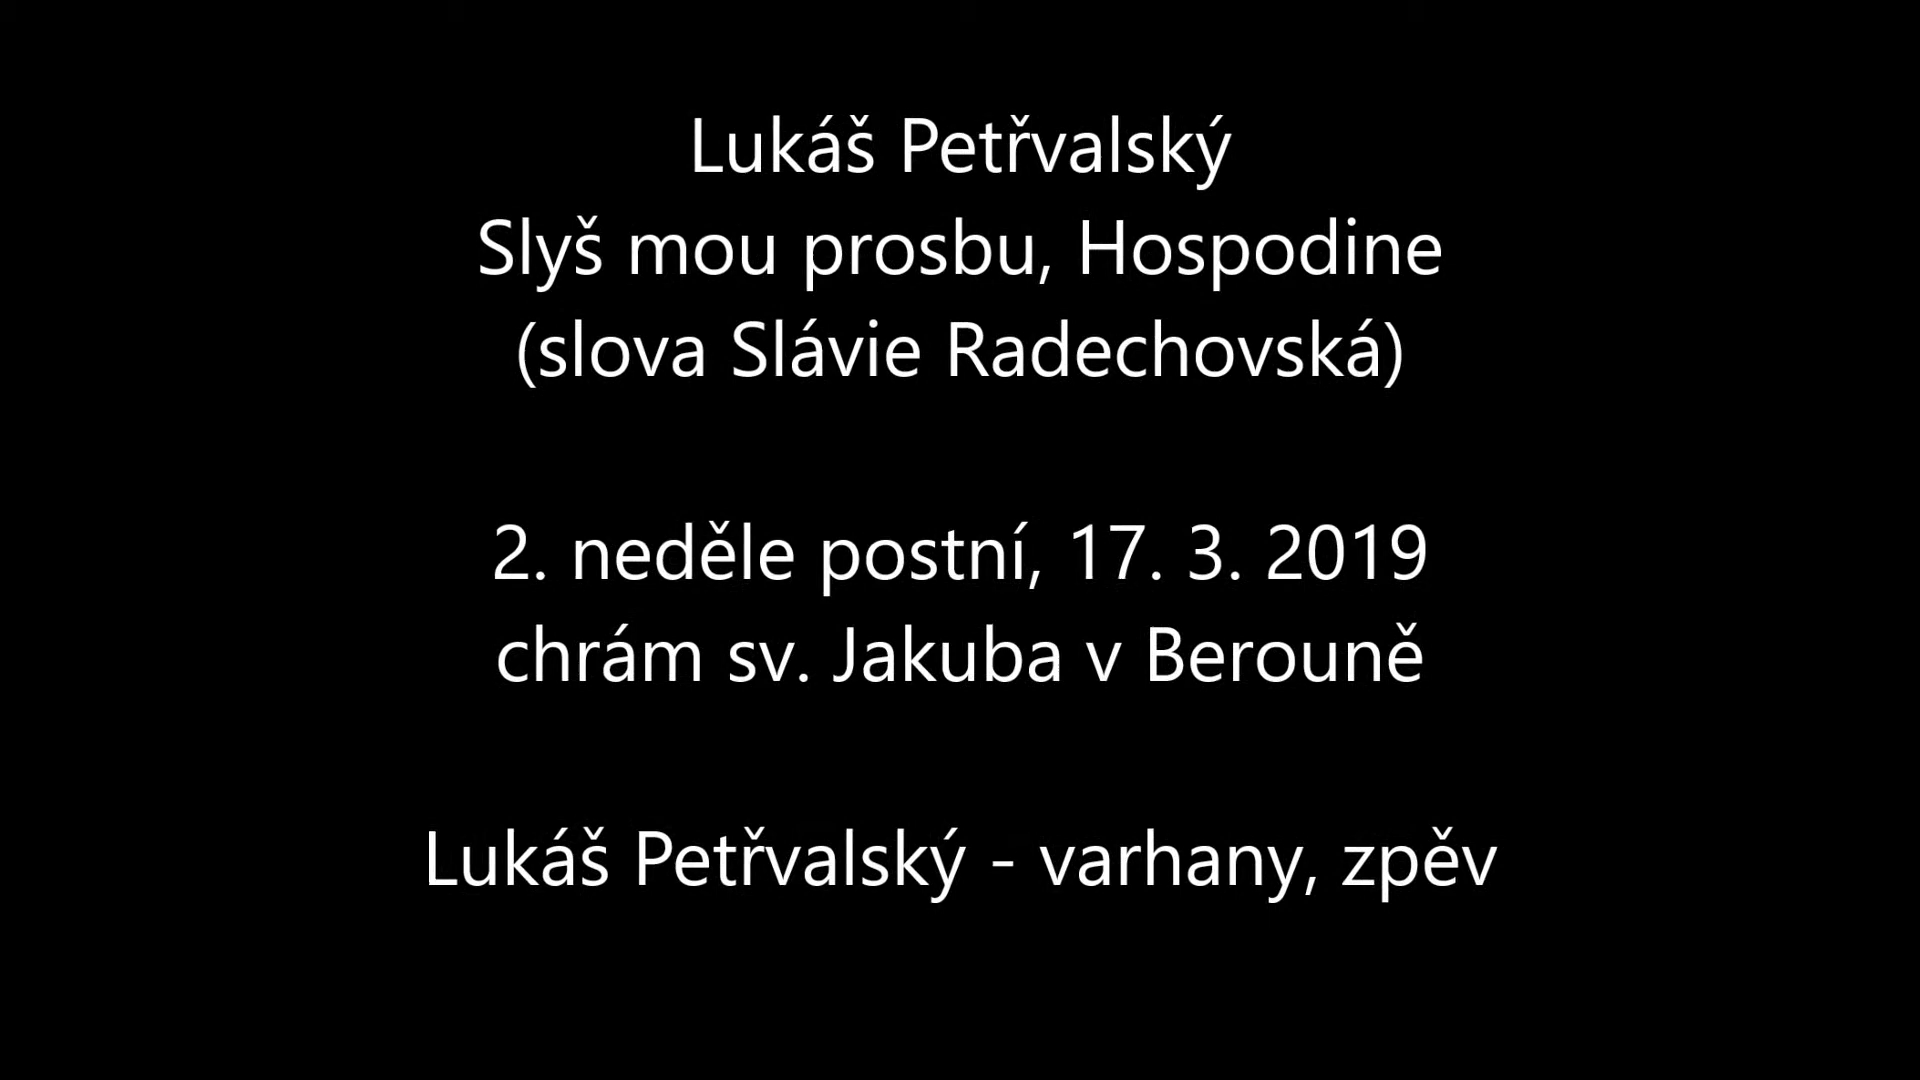 Lukáš Petřvalský
Slyš mou prosbu, Hospodine
(slova Slávie Radechovská)
2. neděle postní, 17. 3. 2019
chrám sv. Jakuba v Berouně
Lukáš Petřvalský - varhany, zpěv